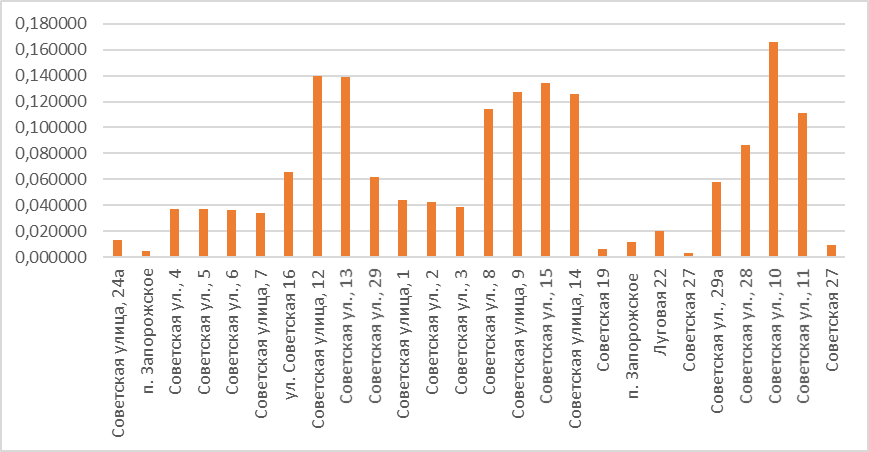 0,180000
0,160000
0,140000
0,120000
0,100000
0,080000
0,060000
0,040000
0,020000
0,000000
Советская улица, 24а
п. Запорожское
Советская ул., 4
Советская ул., 5
Советская ул., 6
Советская улица, 7
ул. Советская 16
Советская улица, 12
Советская ул., 13
Советская ул., 29
Советская улица, 1
Советская ул., 2
Советская ул., 3
Советская ул., 8
Советская улица, 9
Советская ул., 15
Советская улица, 14
Советская 19
п. Запорожское
Луговая 22
Советская 27
Советская ул., 29а
Советская ул., 28
Советская ул., 10
Советская ул., 11
Советская 27